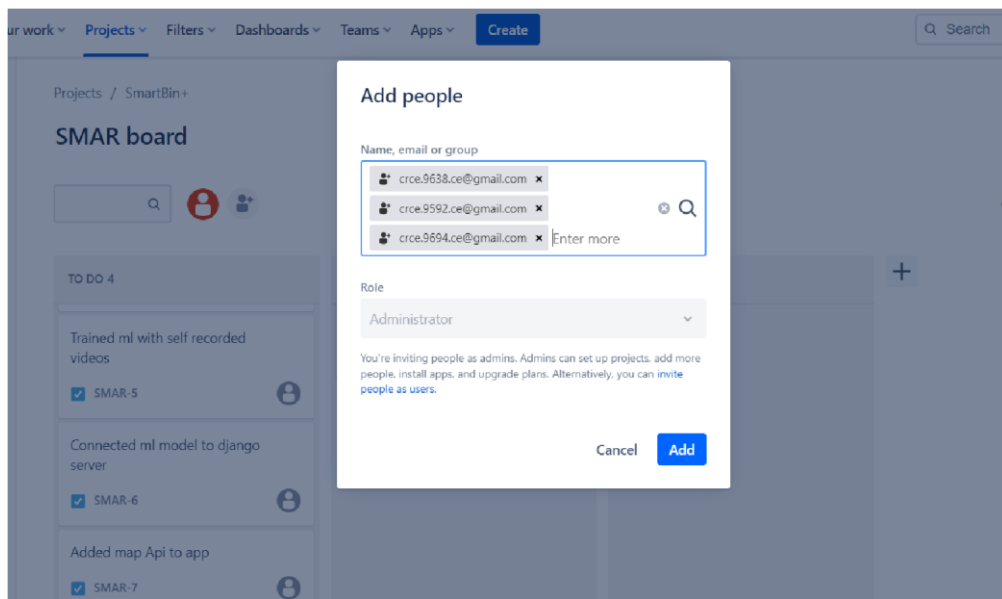 ur work Projects Filters Dashboards Teams Apps Create Search
Projects / SmartBin+
SMAR board
TO DO 4
Trained ml with self recorded
videos
SMAR-5
Connected ml model to django
server
SMAR-6
Added map Api to app
SMAR-7
Add people
Name, email or group
crce.9638.ce@gmail.com ×
crce.9592.ce@gmail.com ×
crce.9694.ce@gmail.com × Enter more
Role
Administrator
You're inviting people as admins. Admins can set up projects, add more
people, install apps, and upgrade plans. Alternatively, you can invite
people as users.
Cancel Add